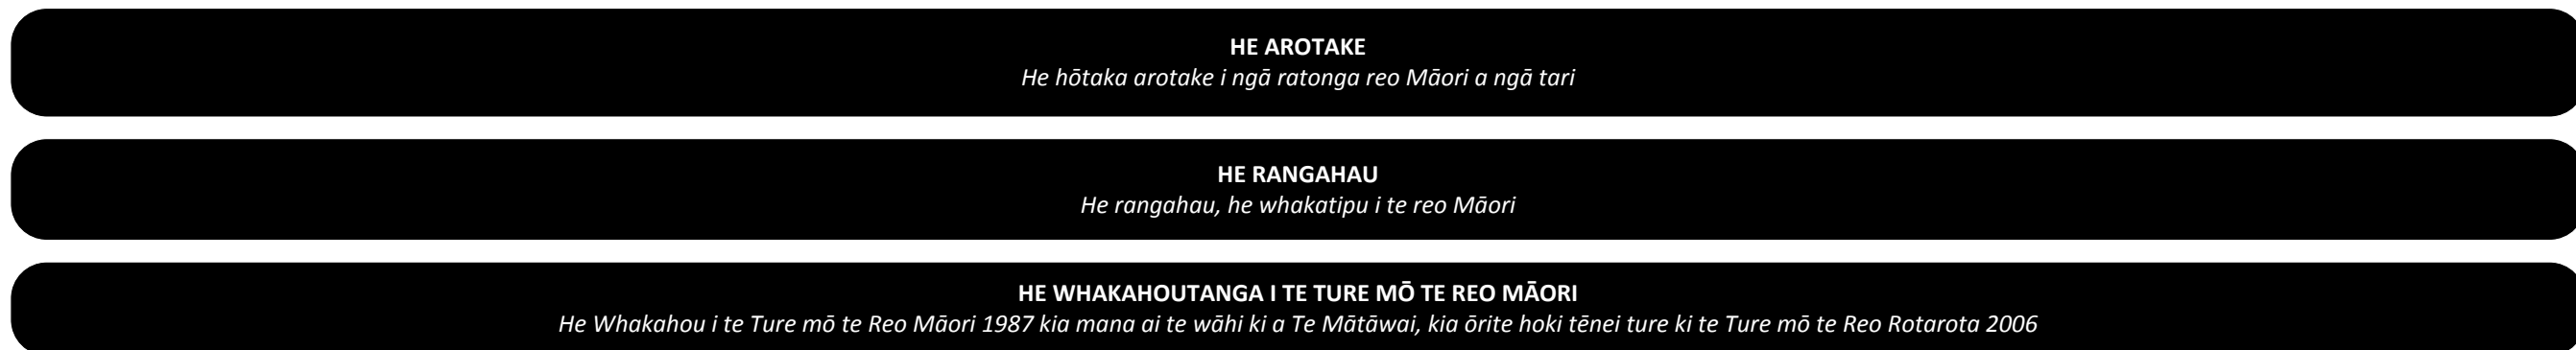 HE AROTAKE
He hōtaka arotake i ngā ratonga reo Māori a ngā tari
HE RANGAHAU
He rangahau, he whakatipu i te reo Māori
HE WHAKAHOUTANGA I TE TURE MŌ TE REO MĀORI
He Whakahou i te Ture mō te Reo Māori 1987 kia mana ai te wāhi ki a Te Mātāwai, kia ōrite hoki tēnei ture ki te Ture mō te Reo Rotarota 2006